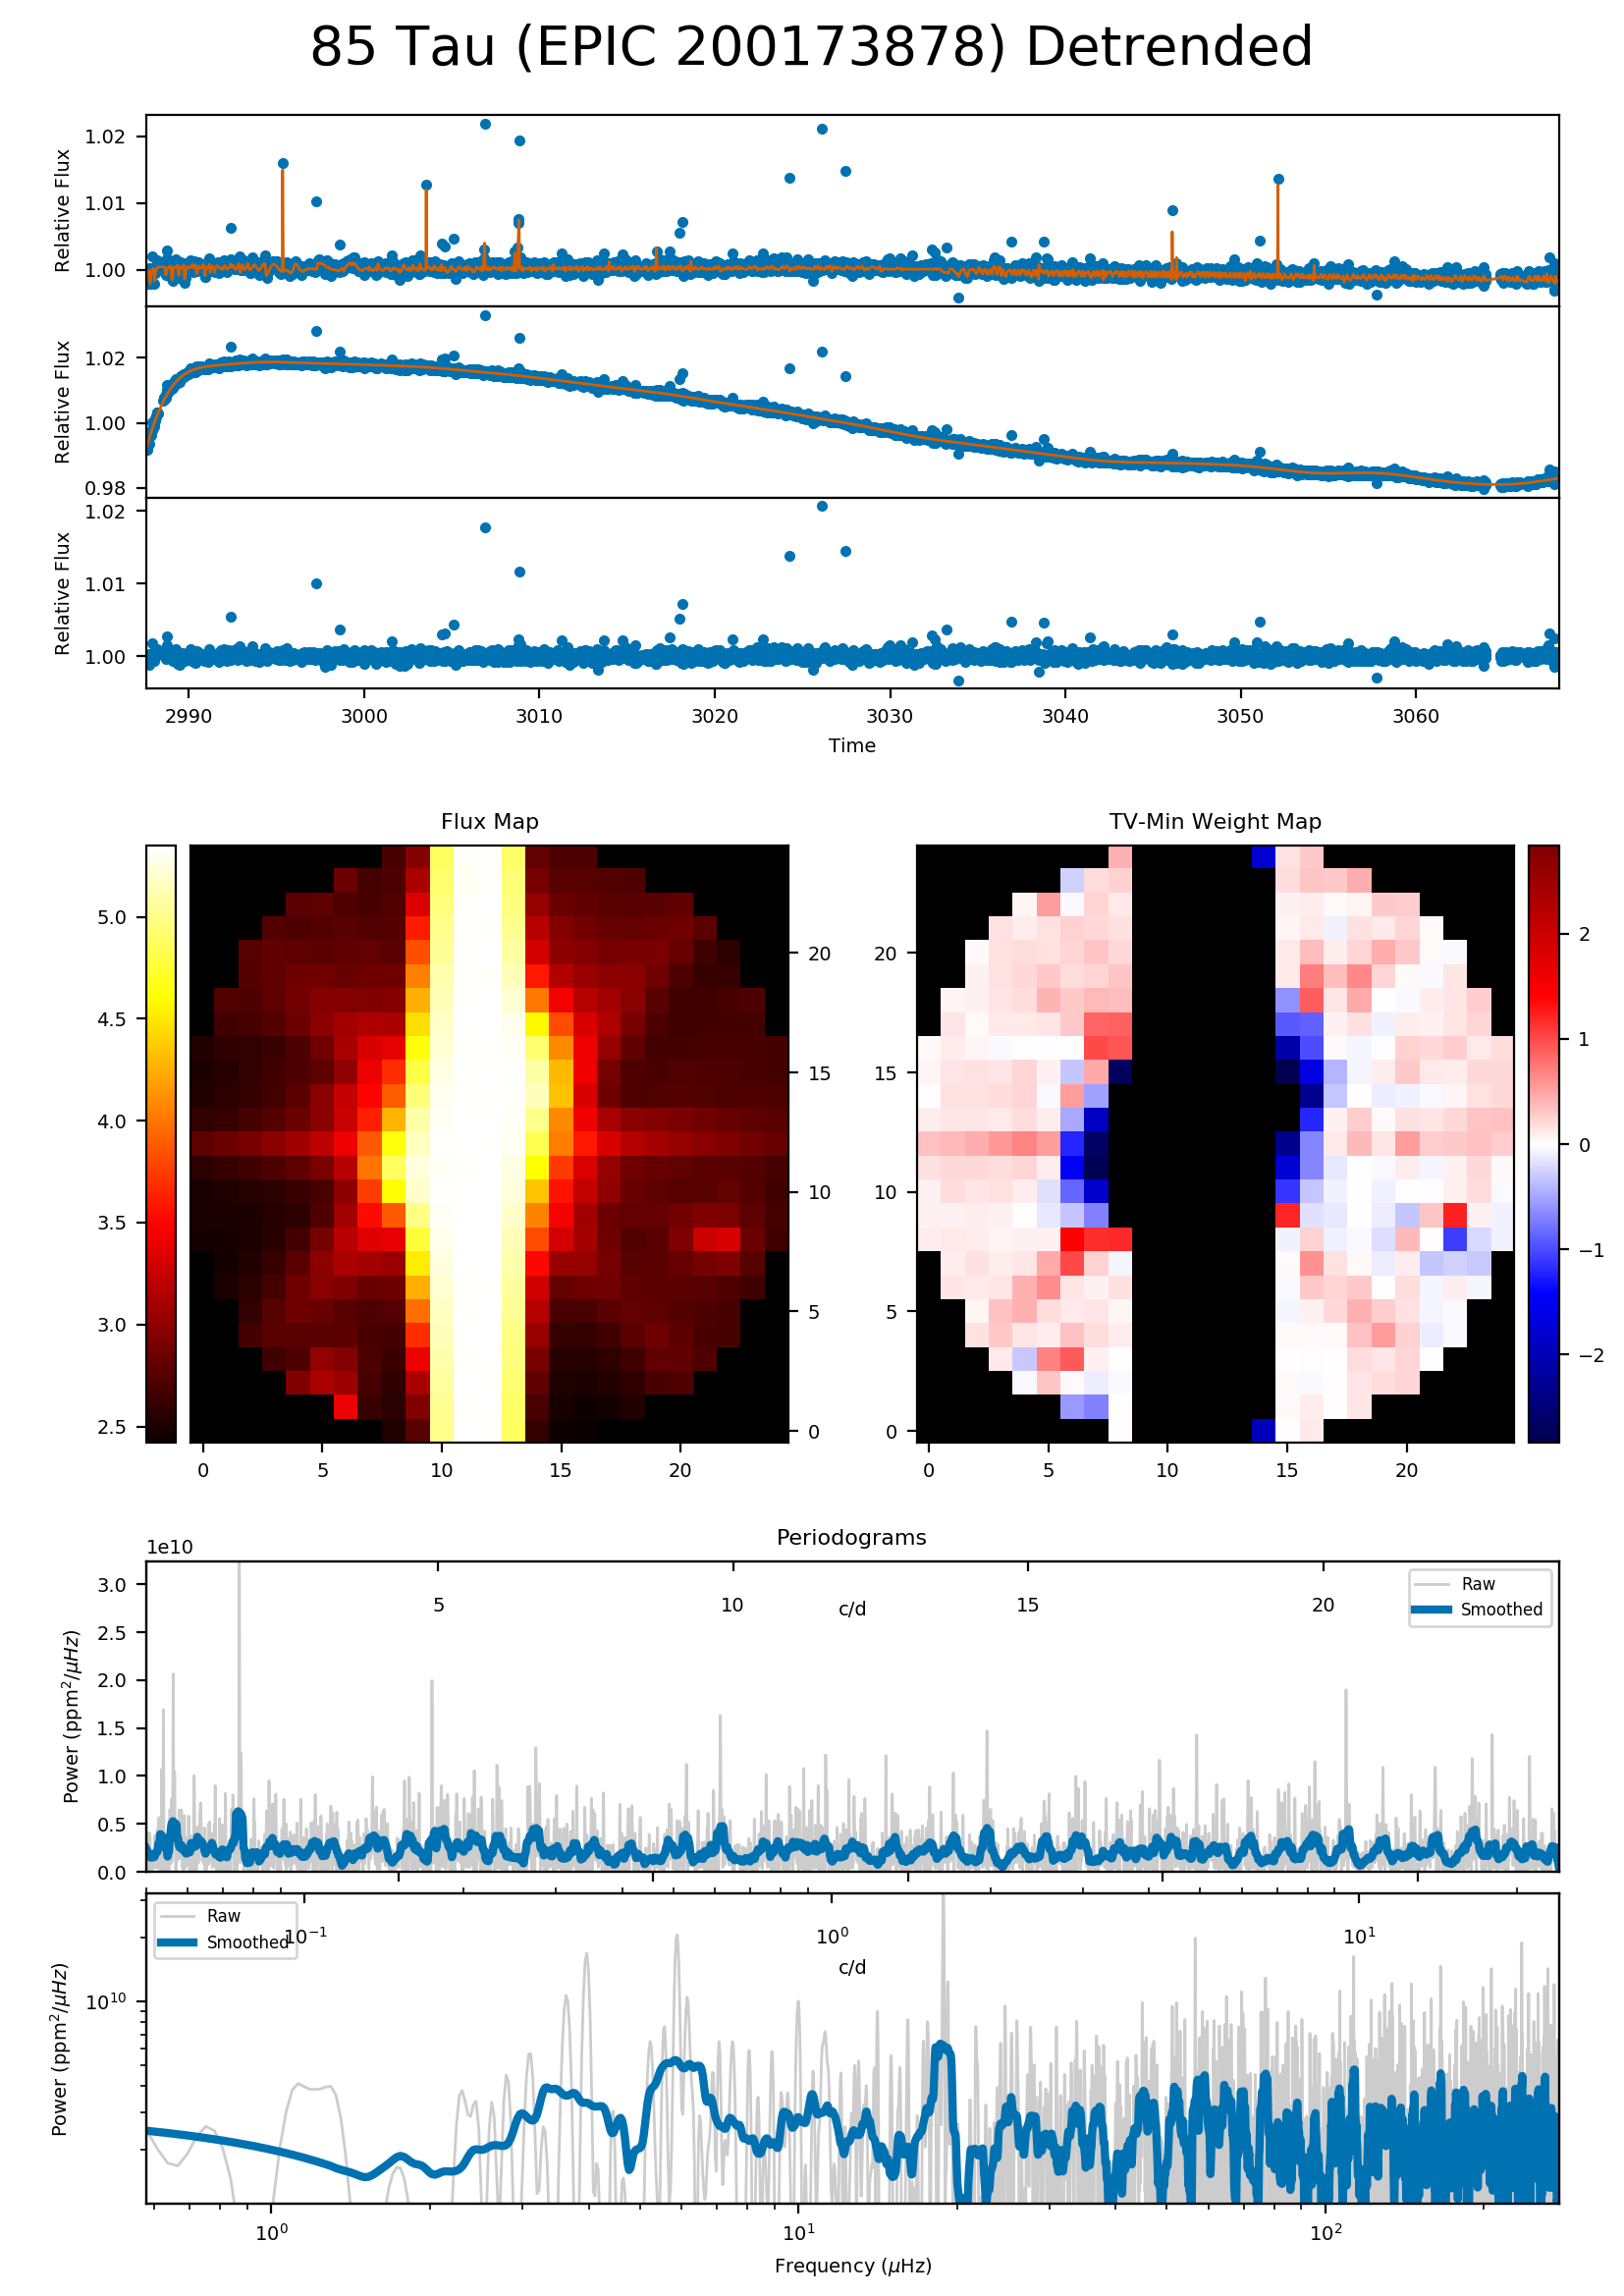 85 Tau (EPIC 200173878) Detrended
1.02
1.01
1.00
Relative Flux
1.02
1.00
0.98
Relative Flux
1.02
1.01
1.00
Relative Flux
2990 3000 3010 3020 3030 3040 3050 3060
Time
Flux Map
TV-Min Weight Map
5.0
4.5
4.0
3.5
3.0
2.5
20
15
10
5
0
0 5 10 15 20
20
15
10
5
0
0 5 10 15 20
2
1
0
−1
−2
Periodograms
1e10
5 10 15 20
c/d
Raw
Smoothed
3.0
2.5
2.0
1.5
1.0
0.5
0.0
Power (ppm²/μHz)
Raw
Smoothed
10⁻¹ 10⁰ 10¹
c/d
10¹⁰
Power (ppm²/μHz)
10⁰ 10¹ 10²
Frequency (μHz)